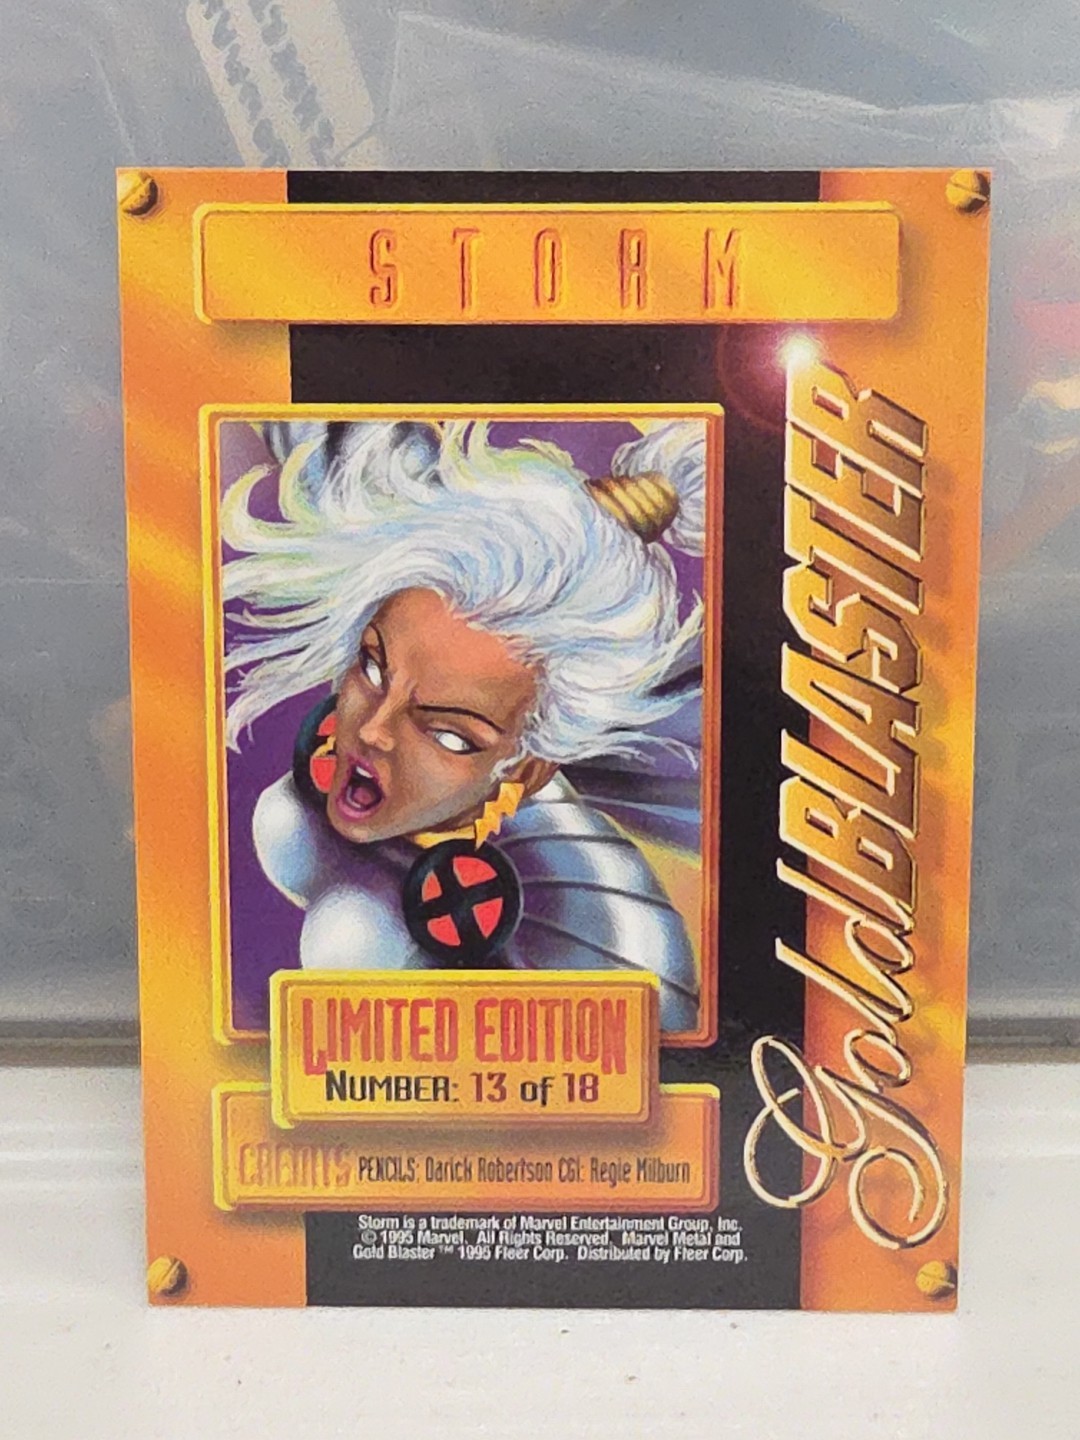 STORM
Gold BLASTER
LIMITED EDITION
NUMBER: 13 of 18
CREDITS PENCILS: Darick Robertson CGI: Regie Milburn
Storm is a trademark of Marvel Entertainment Group, Inc.
© 1995 Marvel. All Rights Reserved. Marvel Metal and
Gold Blaster ™ 1995 Fleer Corp. Distributed by Fleer Corp.